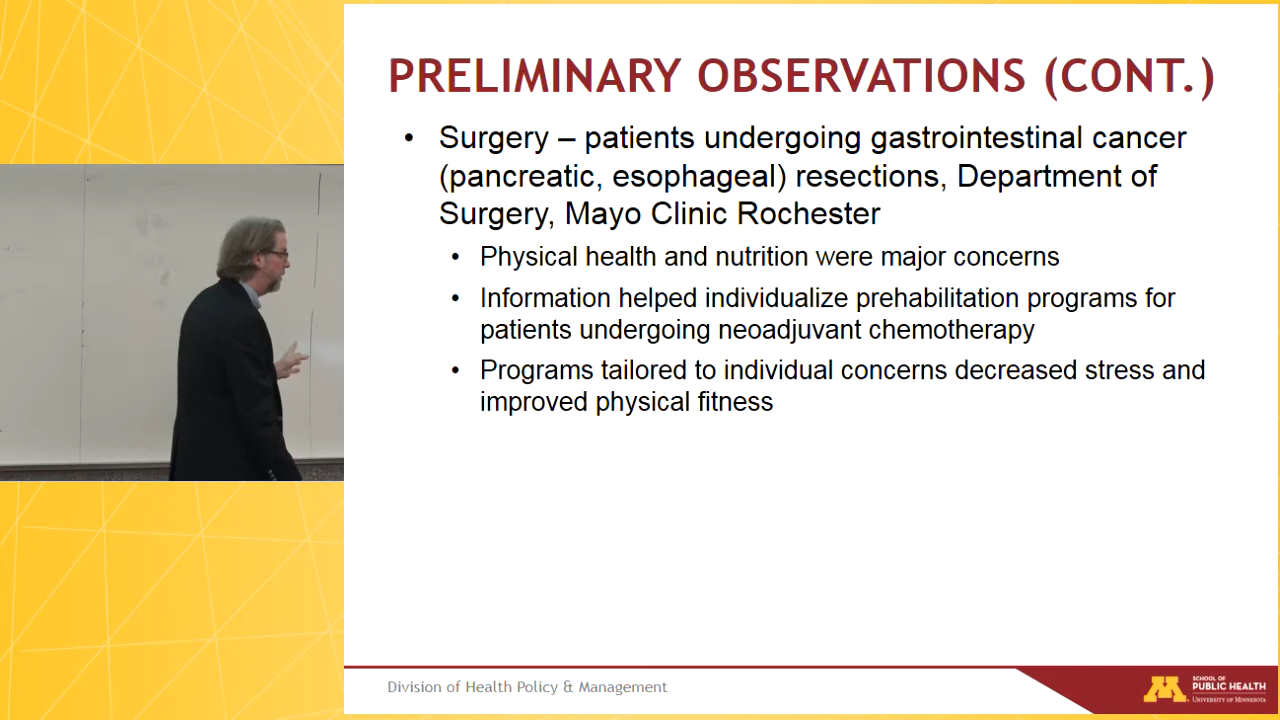 PRELIMINARY OBSERVATIONS (CONT.)
• Surgery – patients undergoing gastrointestinal cancer
(pancreatic, esophageal) resections, Department of
Surgery, Mayo Clinic Rochester
• Physical health and nutrition were major concerns
• Information helped individualize prehabilitation programs for
patients undergoing neoadjuvant chemotherapy
• Programs tailored to individual concerns decreased stress and
improved physical fitness
Division of Health Policy & Management
M
SCHOOL OF
PUBLIC HEALTH
UNIVERSITY OF MINNESOTA